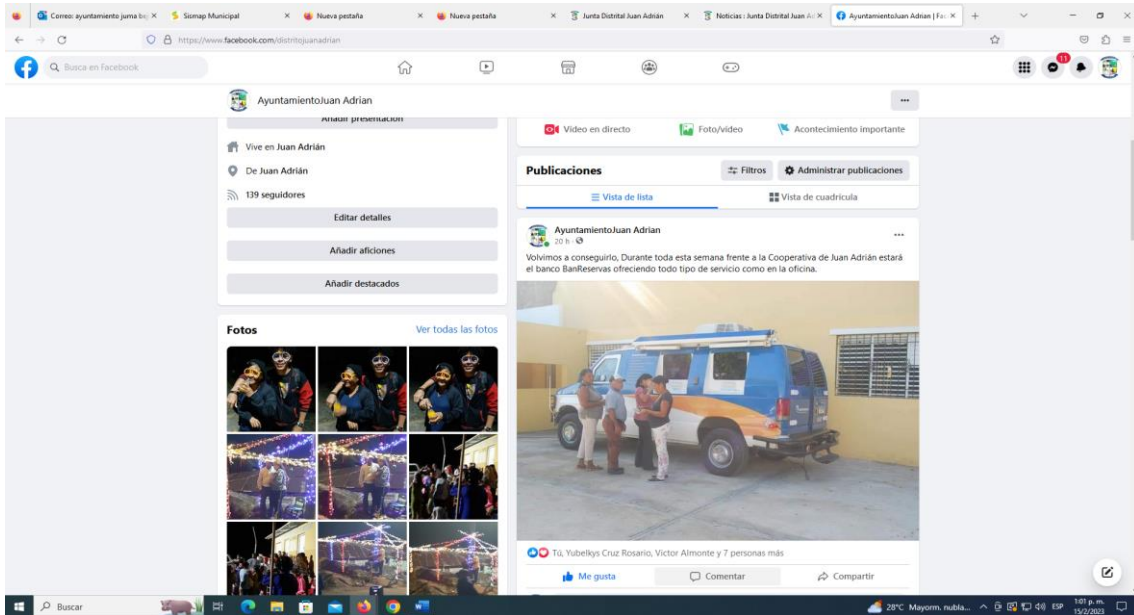 Correo: ayuntamiento juma bej
Sismap Municipal
Nueva pestaña
Nueva pestaña
Junta Distrital Juan Adrián
Noticias : Junta Distrital Juan Ad
AyuntamientoJuan Adrian | Fac
https://www.facebook.com/distritojuanadrian
Busca en Facebook
11
AyuntamientoJuan Adrian
Añadir presentación
Vive en Juan Adrián
De Juan Adrián
139 seguidores
Editar detalles
Añadir aficiones
Añadir destacados
Fotos
Ver todas las fotos
Video en directo
Foto/video
Acontecimiento importante
Publicaciones
Filtros
Administrar publicaciones
Vista de lista
Vista de cuadrícula
AyuntamientoJuan Adrian
20 h ·
Volvimos a conseguirlo, Durante toda esta semana frente a la Cooperativa de Juan Adrián estará
el banco BanReservas ofreciendo todo tipo de servicio como en la oficina.
Tú, Yubelkys Cruz Rosario, Victor Almonte y 7 personas más
Me gusta
Comentar
Compartir
Buscar
28°C Mayorm. nubla...
ESP
1:01 p. m.
15/2/2023